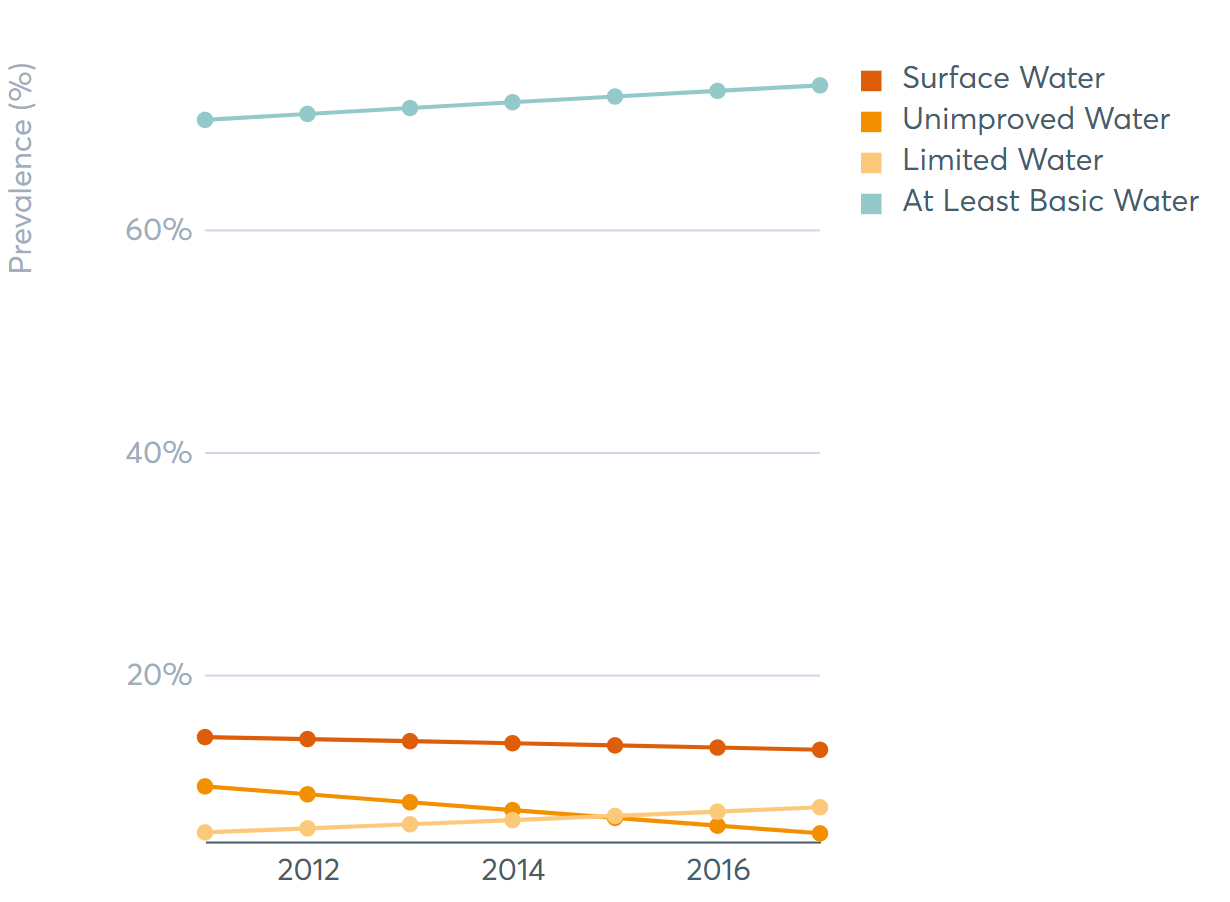 Prevalence (%)
Surface Water
Unimproved Water
Limited Water
At Least Basic Water
60%
40%
20%
2012
2014
2016